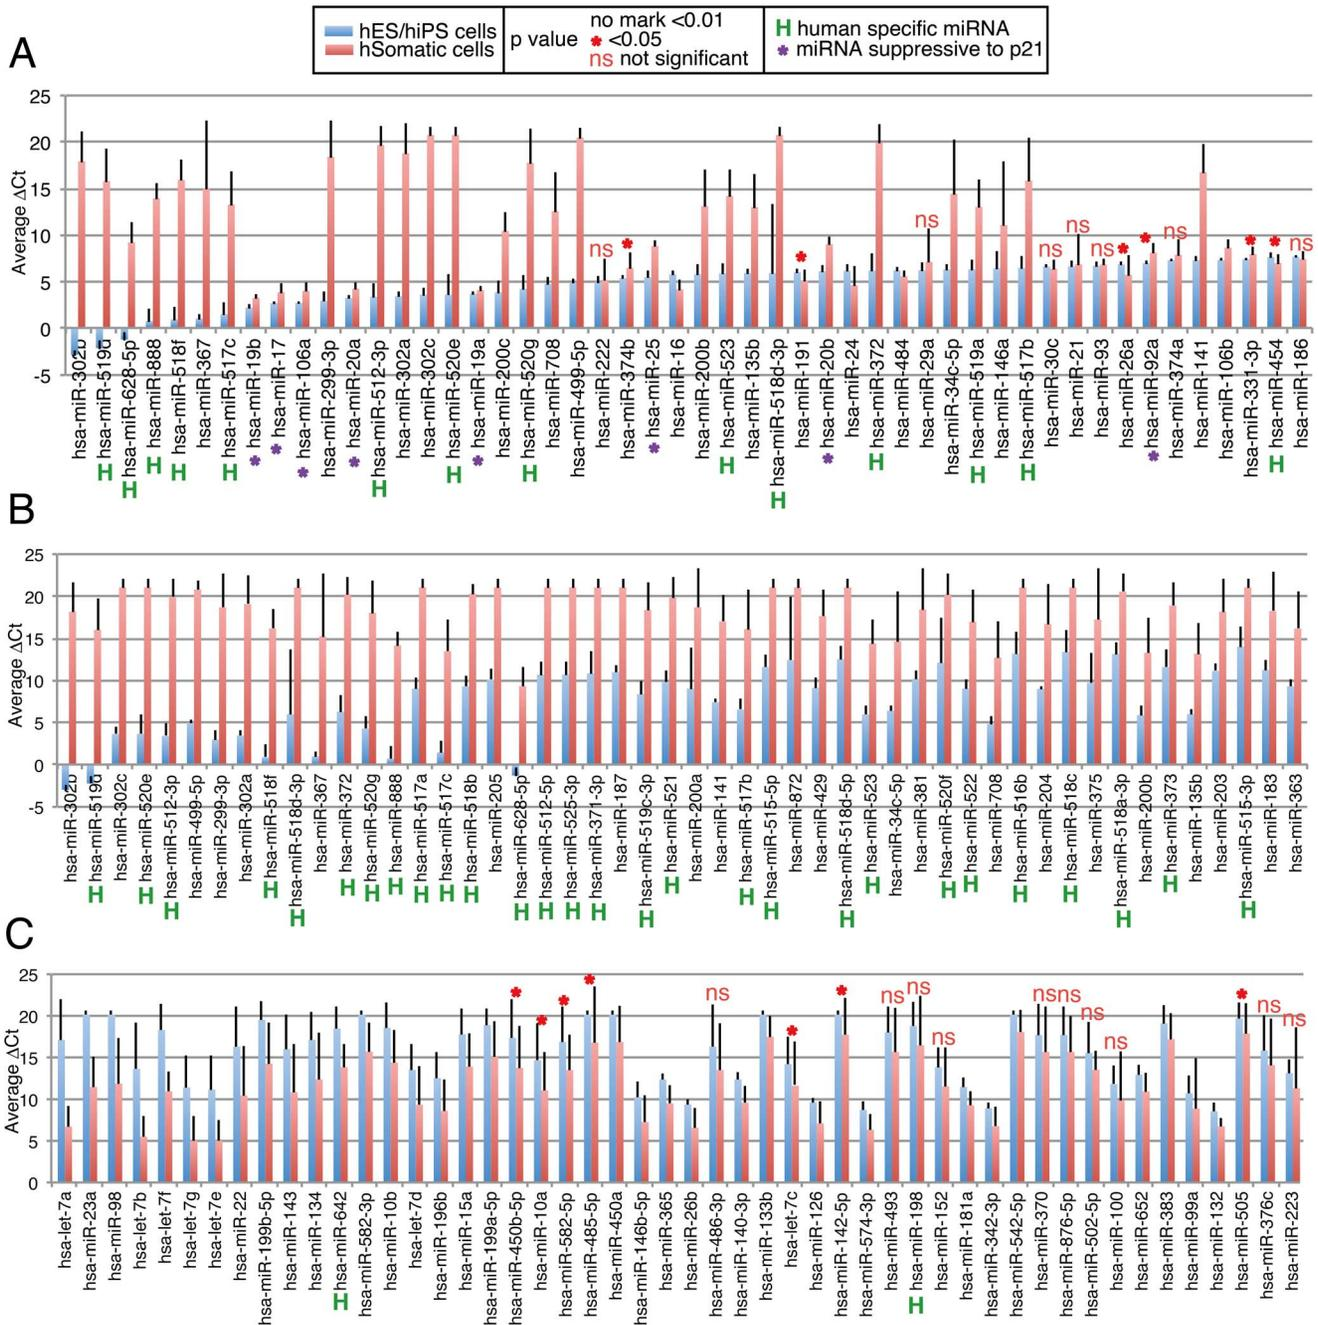 hES/hiPS cells
hSomatic cells
p value
no mark <0.01
* <0.05
ns not significant
H human specific miRNA
* miRNA suppressive to p21
A
Average ΔCt
25
20
15
10
5
0
-5
ns
*
*
ns
ns
ns
ns
*
*
ns
*
*
ns
hsa-miR-302b
hsa-miR-519d
hsa-miR-628-5p
hsa-miR-888
hsa-miR-518f
hsa-miR-367
hsa-miR-517c
hsa-miR-19b
hsa-miR-17
hsa-miR-106a
hsa-miR-299-3p
hsa-miR-20a
hsa-miR-512-3p
hsa-miR-302a
hsa-miR-302c
hsa-miR-520e
hsa-miR-19a
hsa-miR-200c
hsa-miR-520g
hsa-miR-708
hsa-miR-499-5p
hsa-miR-222
hsa-miR-374b
hsa-miR-25
hsa-miR-16
hsa-miR-200b
hsa-miR-523
hsa-miR-135b
hsa-miR-518d-3p
hsa-miR-191
hsa-miR-20b
hsa-miR-24
hsa-miR-372
hsa-miR-484
hsa-miR-29a
hsa-miR-34c-5p
hsa-miR-519a
hsa-miR-146a
hsa-miR-517b
hsa-miR-30c
hsa-miR-21
hsa-miR-93
hsa-miR-26a
hsa-miR-92a
hsa-miR-374a
hsa-miR-141
hsa-miR-106b
hsa-miR-331-3p
hsa-miR-454
hsa-miR-186
H H H H H * * * * H H * H * H H * H H H * H
B
Average ΔCt
25
20
15
10
5
0
-5
hsa-miR-302b
hsa-miR-519d
hsa-miR-302c
hsa-miR-520e
hsa-miR-512-3p
hsa-miR-499-5p
hsa-miR-299-3p
hsa-miR-302a
hsa-miR-518f
hsa-miR-518d-3p
hsa-miR-367
hsa-miR-372
hsa-miR-520g
hsa-miR-888
hsa-miR-517a
hsa-miR-517c
hsa-miR-518b
hsa-miR-205
hsa-miR-628-5p
hsa-miR-512-5p
hsa-miR-525-3p
hsa-miR-371-3p
hsa-miR-187
hsa-miR-519c-3p
hsa-miR-521
hsa-miR-200a
hsa-miR-141
hsa-miR-517b
hsa-miR-515-5p
hsa-miR-872
hsa-miR-429
hsa-miR-518d-5p
hsa-miR-523
hsa-miR-34c-5p
hsa-miR-381
hsa-miR-520f
hsa-miR-522
hsa-miR-708
hsa-miR-516b
hsa-miR-204
hsa-miR-518c
hsa-miR-375
hsa-miR-518a-3p
hsa-miR-200b
hsa-miR-373
hsa-miR-135b
hsa-miR-203
hsa-miR-515-3p
hsa-miR-183
hsa-miR-363
H H H H H H H H H H H H H H H H H H H H H H H H H H H
C
Average ΔCt
25
20
15
10
5
0
*
*
*
*
ns
*
*
ns
ns
ns
ns
ns
ns
ns
*
ns
ns
hsa-let-7a
hsa-miR-23a
hsa-miR-98
hsa-let-7b
hsa-let-7f
hsa-let-7g
hsa-let-7e
hsa-miR-22
hsa-miR-199b-5p
hsa-miR-143
hsa-miR-134
hsa-miR-642
hsa-miR-582-3p
hsa-miR-10b
hsa-let-7d
hsa-miR-196b
hsa-miR-15a
hsa-miR-199a-5p
hsa-miR-450b-5p
hsa-miR-10a
hsa-miR-582-5p
hsa-miR-485-5p
hsa-miR-450a
hsa-miR-146b-5p
hsa-miR-365
hsa-miR-26b
hsa-miR-486-3p
hsa-miR-140-3p
hsa-miR-133b
hsa-let-7c
hsa-miR-126
hsa-miR-142-5p
hsa-miR-574-3p
hsa-miR-493
hsa-miR-198
hsa-miR-152
hsa-miR-181a
hsa-miR-342-3p
hsa-miR-542-5p
hsa-miR-370
hsa-miR-876-5p
hsa-miR-502-5p
hsa-miR-100
hsa-miR-652
hsa-miR-383
hsa-miR-99a
hsa-miR-132
hsa-miR-505
hsa-miR-376c
hsa-miR-223
H H